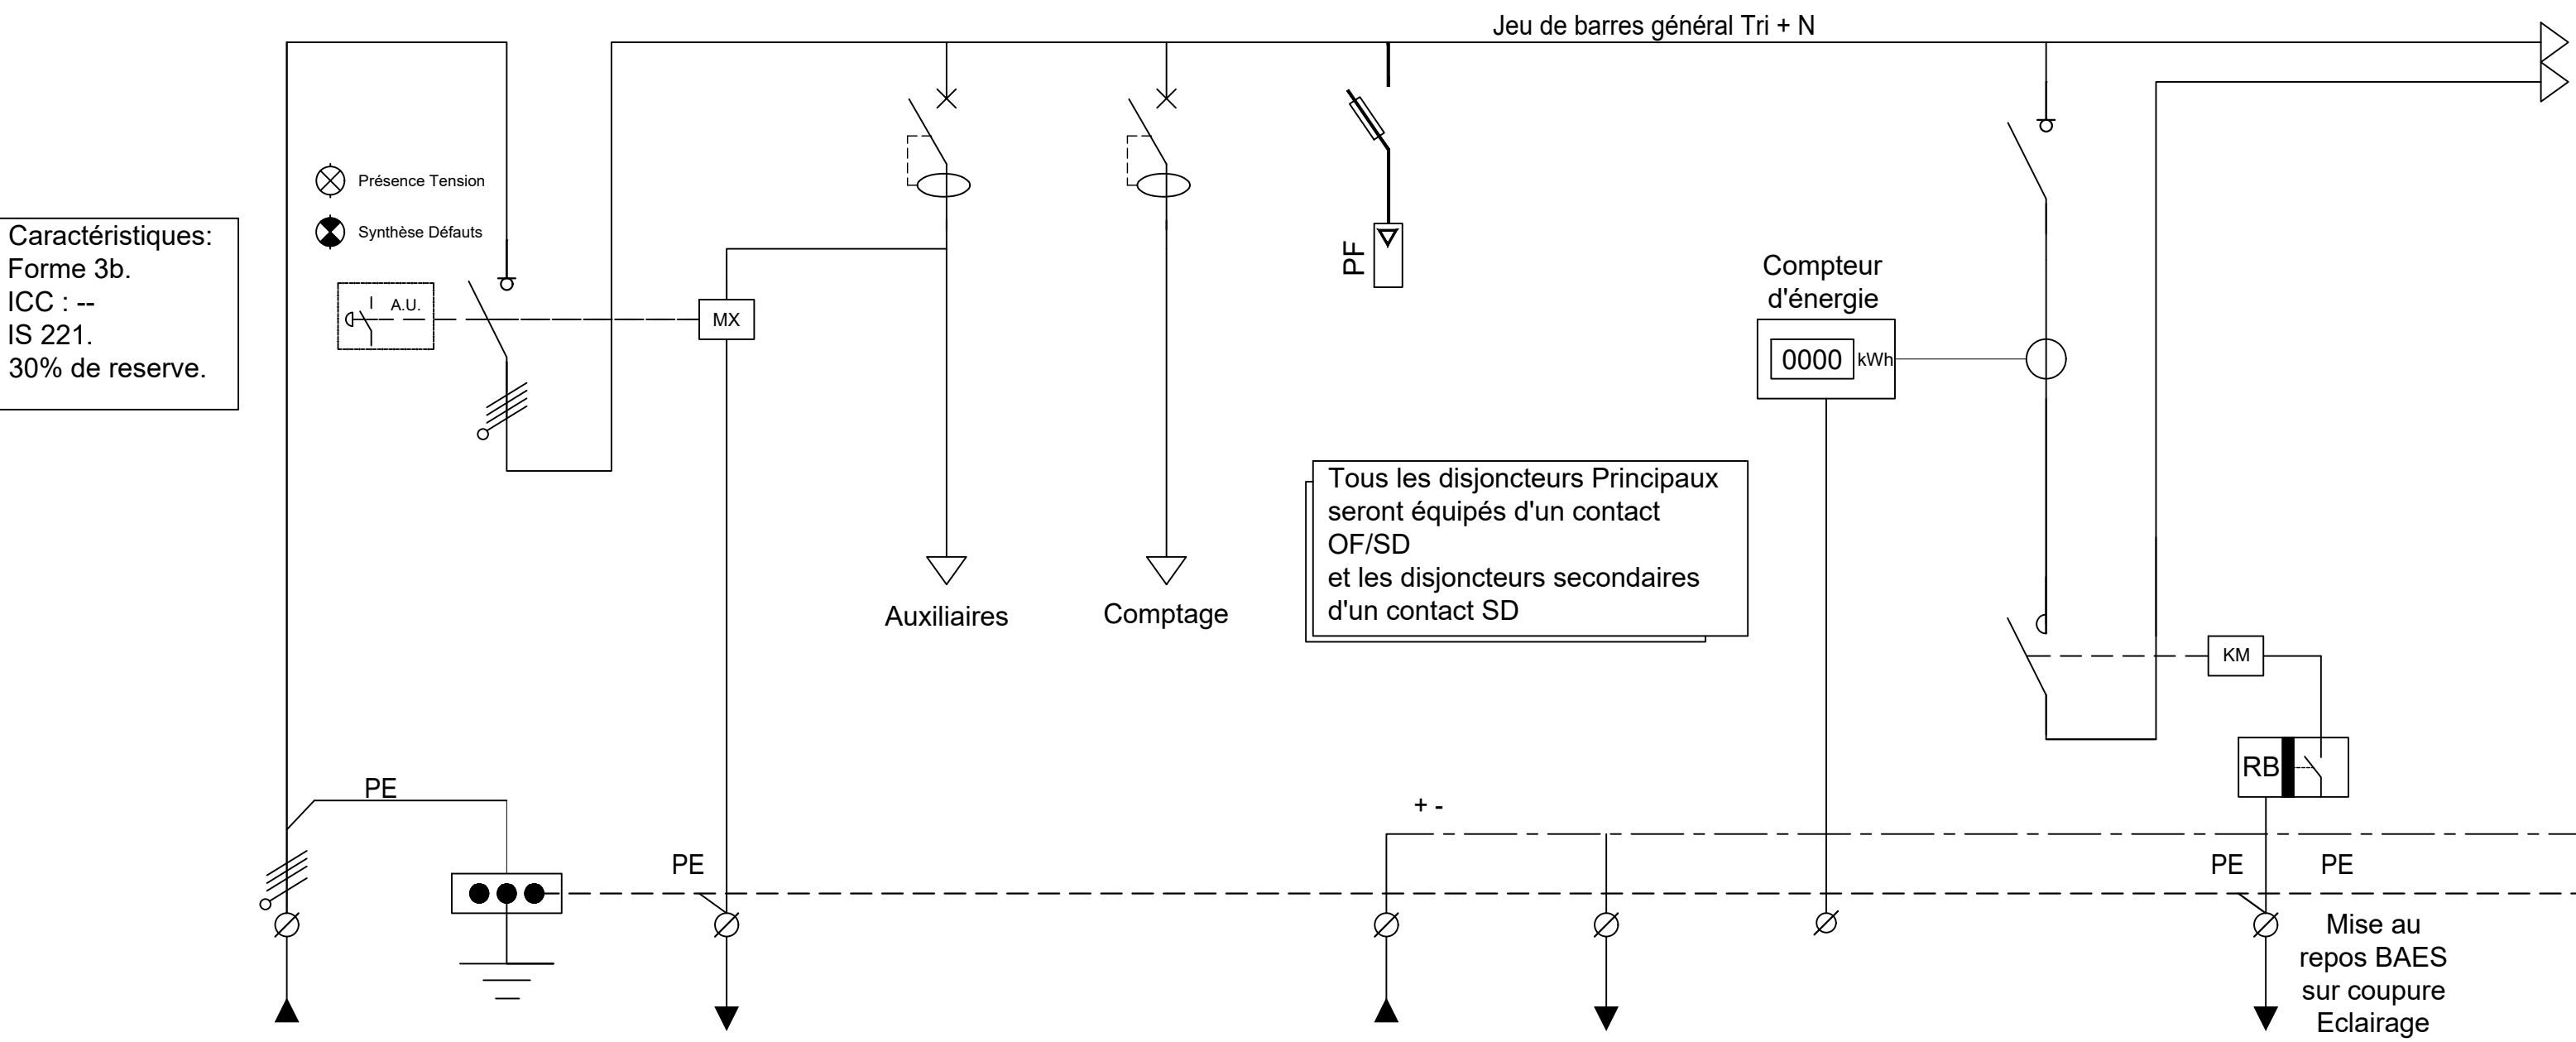 Jeu de barres général Tri + N
Présence Tension
Synthèse Défauts
Caractéristiques:
Forme 3b.
ICC : --
IS 221.
30% de reserve.
A.U.
MX
PF
Compteur
d'énergie
0000 kWh
Tous les disjoncteurs Principaux
seront équipés d'un contact
OF/SD
et les disjoncteurs secondaires
d'un contact SD
Auxiliaires
Comptage
KM
RB
PE
+ -
PE
PE
PE
Mise au
repos BAES
sur coupure
Eclairage